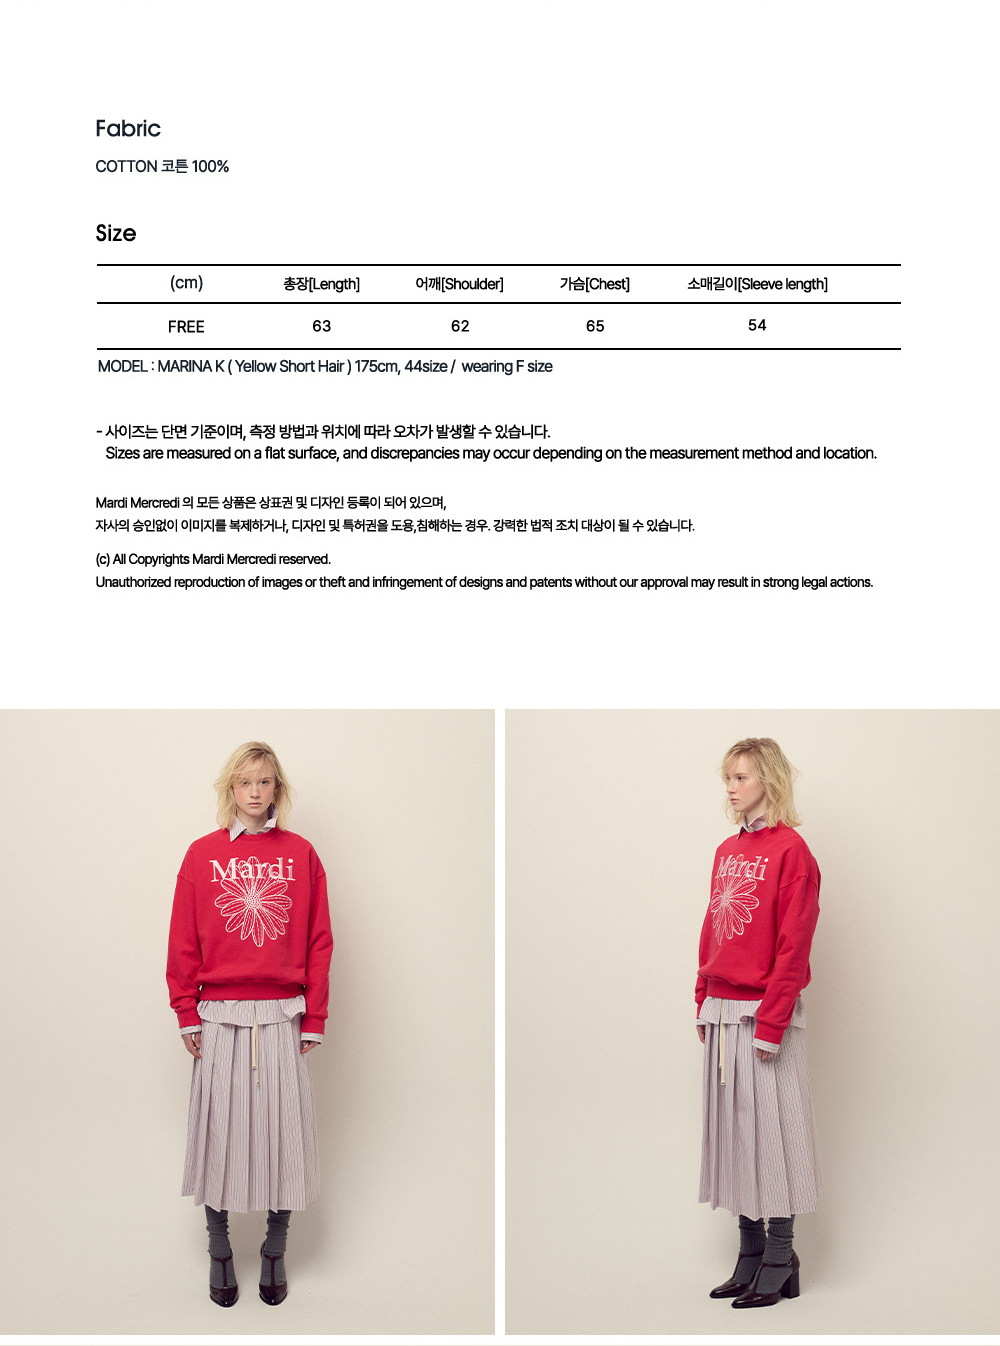 Fabric
COTTON 코튼 100%
Size
(cm) 총장[Length] 어깨[Shoulder] 가슴[Chest] 소매길이[Sleeve length]
FREE 63 62 65 54
MODEL : MARINA K ( Yellow Short Hair ) 175cm, 44size / wearing F size
- 사이즈는 단면 기준이며, 측정 방법과 위치에 따라 오차가 발생할 수 있습니다.
Sizes are measured on a flat surface, and discrepancies may occur depending on the measurement method and location.
Mardi Mercredi 의 모든 상품은 상표권 및 디자인 등록이 되어 있으며,
자사의 승인없이 이미지를 복제하거나, 디자인 및 특허권을 도용,침해하는 경우. 강력한 법적 조치 대상이 될 수 있습니다.
(c) All Copyrights Mardi Mercredi reserved.
Unauthorized reproduction of images or theft and infringement of designs and patents without our approval may result in strong legal actions.
Mardi
Mardi